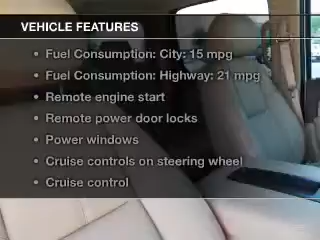 VEHICLE FEATURES
• Fuel Consumption: City: 15 mpg
• Fuel Consumption: Highway: 21 mpg
• Remote engine start
• Remote power door locks
• Power windows
• Cruise controls on steering wheel
• Cruise control